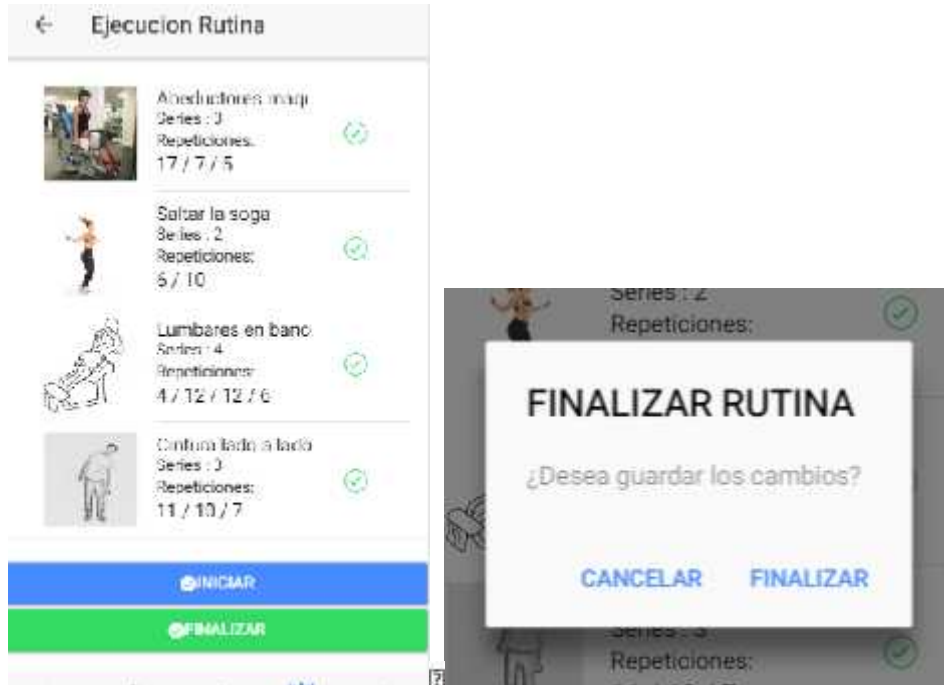 Ejecucion Rutina
Abeductores maqu
Series : 3
Repeticiones:
17 / 7 / 5
Saltar la soga
Series : 2
Repeticiones:
6 / 10
Lumbares en banc
Series : 4
Repeticiones:
4 / 12 / 12 / 6
Cintura lado a lado
Series : 3
Repeticiones:
11 / 10 / 7
INICIAR
FINALIZAR
Series : 2
Repeticiones:
FINALIZAR RUTINA
¿Desea guardar los cambios?
CANCELAR FINALIZAR
Series : 3
Repeticiones: